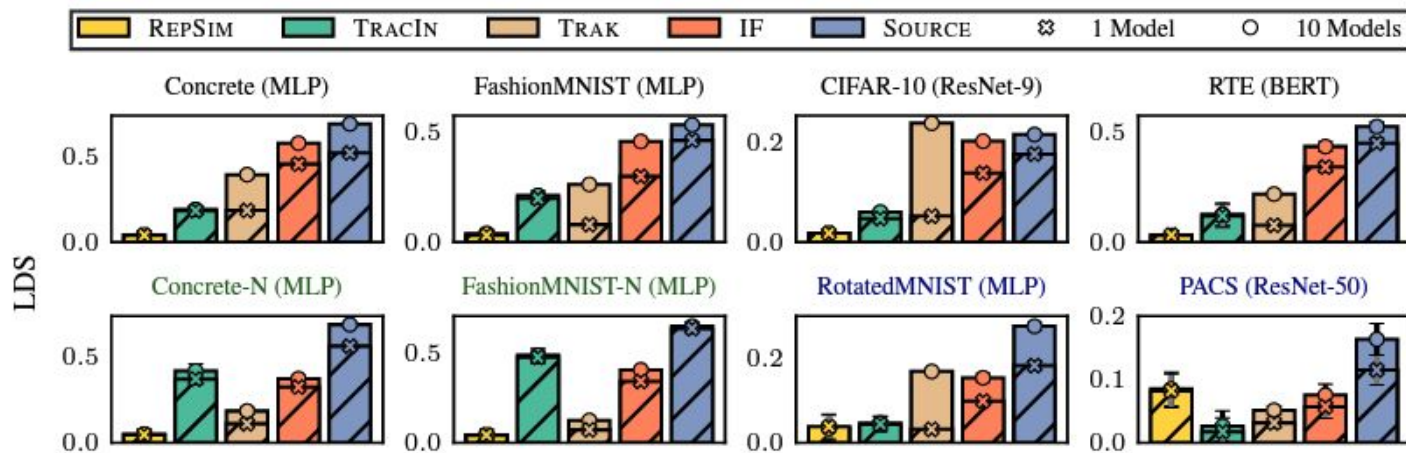 REPSIM TRACIN TRAK IF SOURCE 1 Model 10 Models
Concrete (MLP) FashionMNIST (MLP) CIFAR-10 (ResNet-9) RTE (BERT)
0.5 0.5 0.2 0.5
0.0 0.0 0.0 0.0
LDS
Concrete-N (MLP) FashionMNIST-N (MLP) RotatedMNIST (MLP) PACS (ResNet-50)
0.2
0.5 0.5 0.2 0.1
0.0 0.0 0.0 0.0